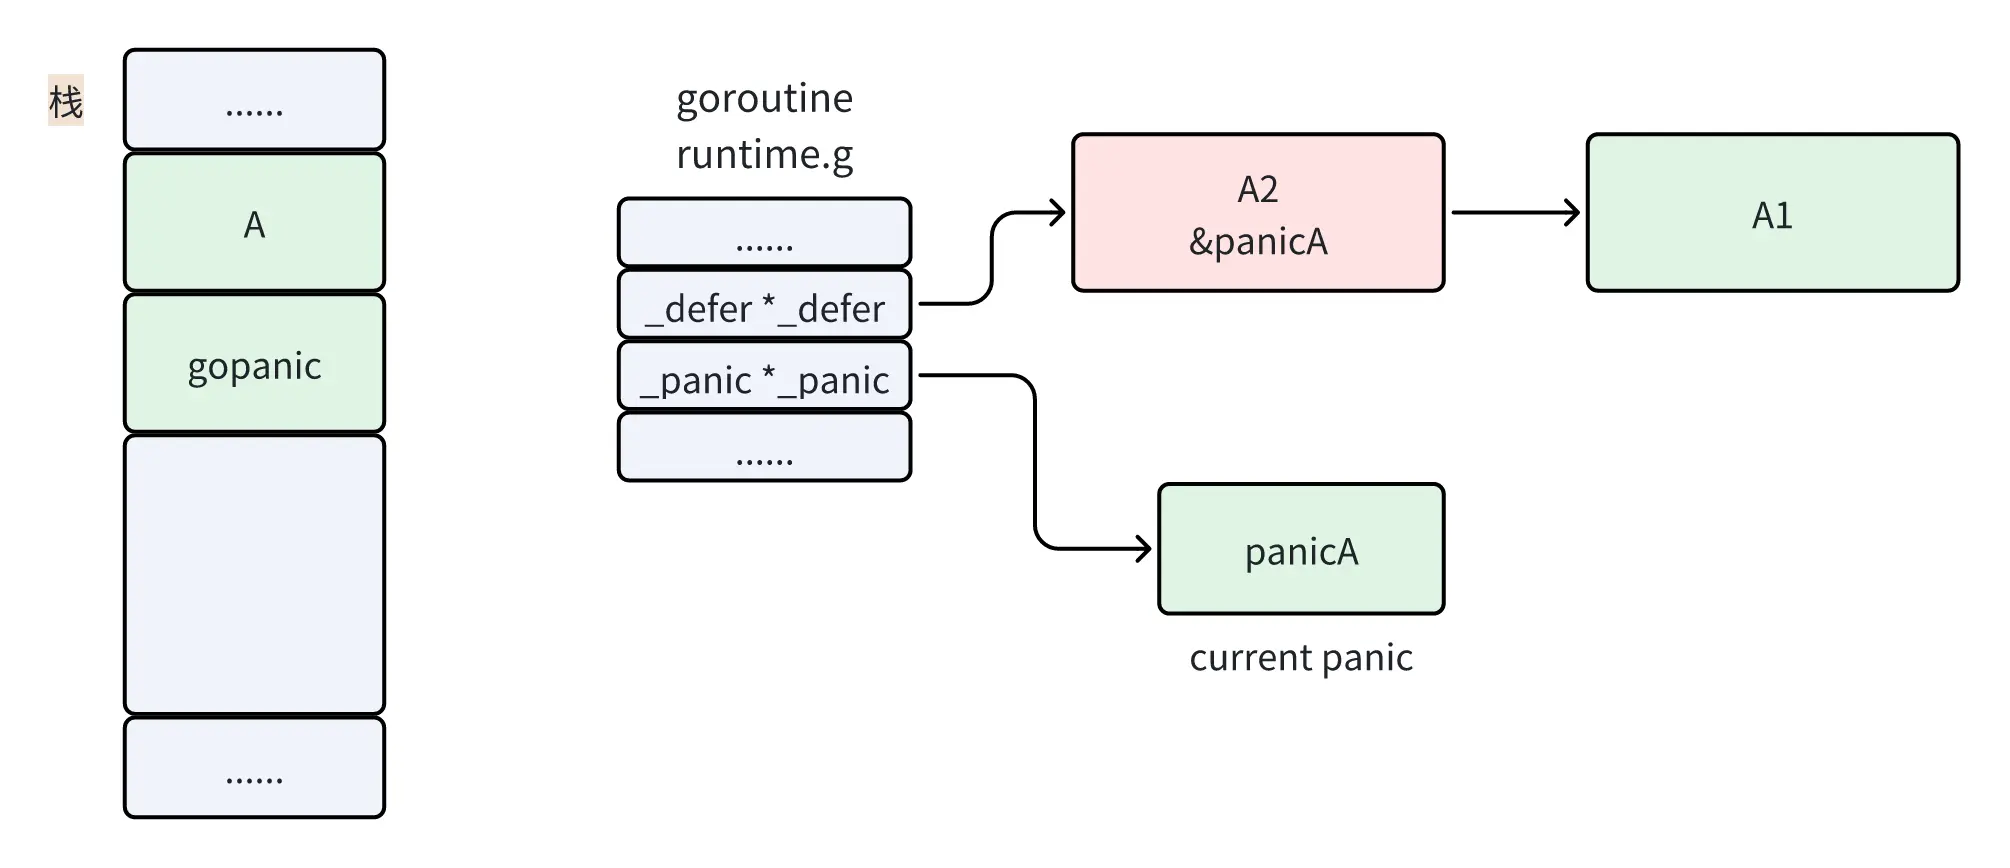 栈
......
A
gopanic
......
goroutine
runtime.g
......
_defer *_defer
_panic *_panic
......
A2
&panicA
A1
panicA
current panic